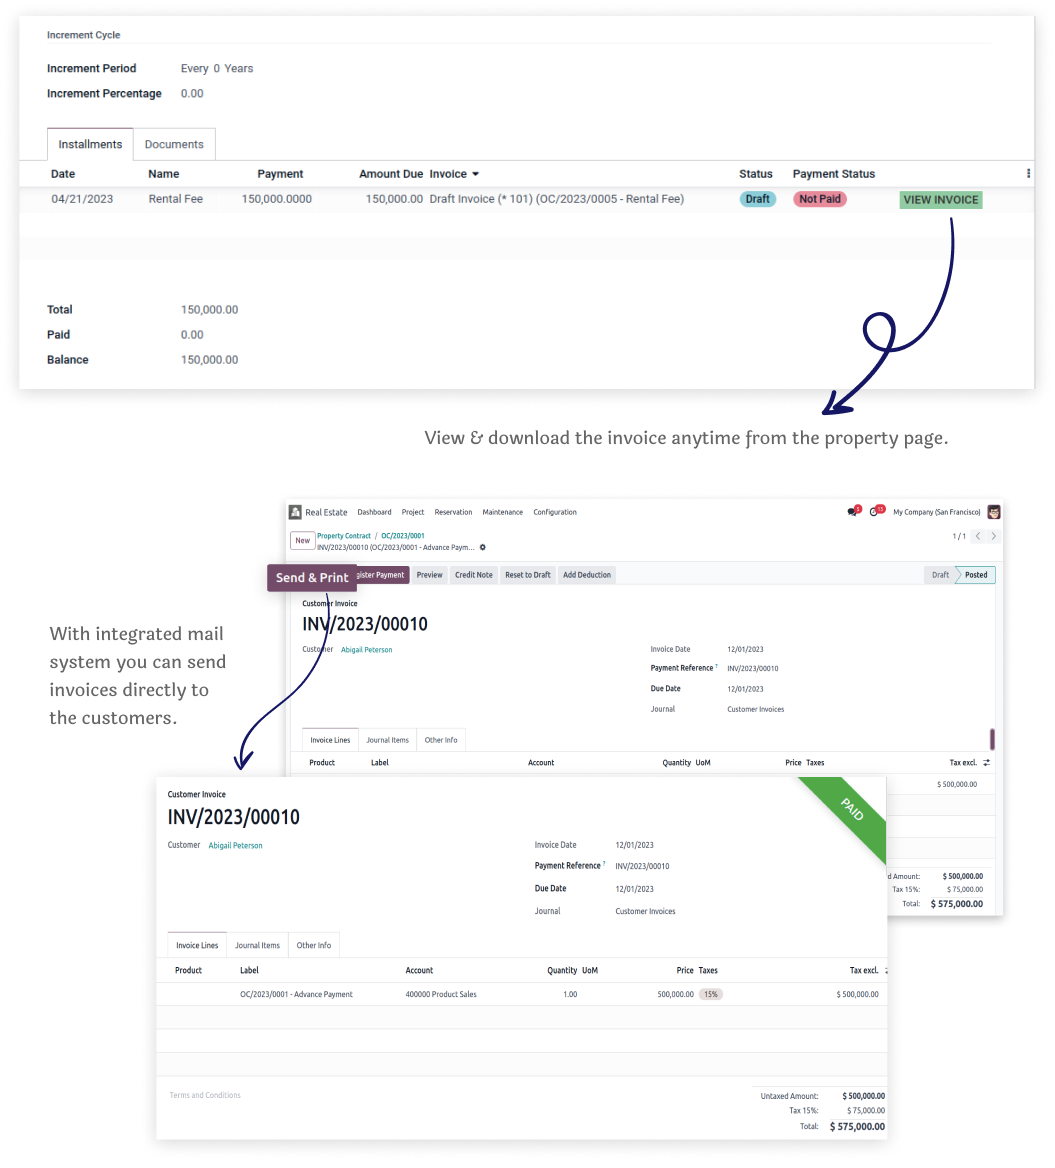 Increment Cycle
Increment Period Every 0 Years
Increment Percentage 0.00
Installments Documents
Date Name Payment Amount Due Invoice Status Payment Status
04/21/2023 Rental Fee 150,000.0000 150,000.00 Draft Invoice (* 101) (OC/2023/0005 - Rental Fee) Draft Not Paid VIEW INVOICE
Total 150,000.00
Paid 0.00
Balance 150,000.00
View & download the invoice anytime from the property page.
Real Estate Dashboard Project Reservation Maintenance Configuration My Company (San Francisco)
New Property Contract / OC/2023/0001 1 / 1
INV/2023/00010 (OC/2023/0001 - Advance Paym...
Send & Print gister Payment Preview Credit Note Reset to Draft Add Deduction Draft Posted
Customer Invoice
INV/2023/00010
Customer Abigail Peterson
Invoice Date 12/01/2023
Payment Reference ? INV/2023/00010
Due Date 12/01/2023
Journal Customer Invoices
With integrated mail
system you can send
invoices directly to
the customers.
Invoice Lines Journal Items Other Info
Product Label Account Quantity UoM Price Taxes Tax excl.
$ 500,000.00
d Amount: $ 500,000.00
Tax 15%: $ 75,000.00
Total: $ 575,000.00
Customer Invoice
INV/2023/00010
PAID
Customer Abigail Peterson
Invoice Date 12/01/2023
Payment Reference ? INV/2023/00010
Due Date 12/01/2023
Journal Customer Invoices
Invoice Lines Journal Items Other Info
Product Label Account Quantity UoM Price Taxes Tax excl.
OC/2023/0001 - Advance Payment 400000 Product Sales 1.00 500,000.00 15% $ 500,000.00
Terms and Conditions
Untaxed Amount: $ 500,000.00
Tax 15%: $ 75,000.00
Total: $ 575,000.00